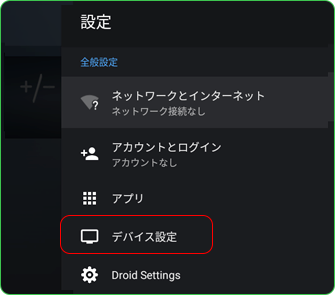 設定
全般設定
ネットワークとインターネット
ネットワーク接続なし
アカウントとログイン
アカウントなし
アプリ
デバイス設定
Droid Settings
+/−